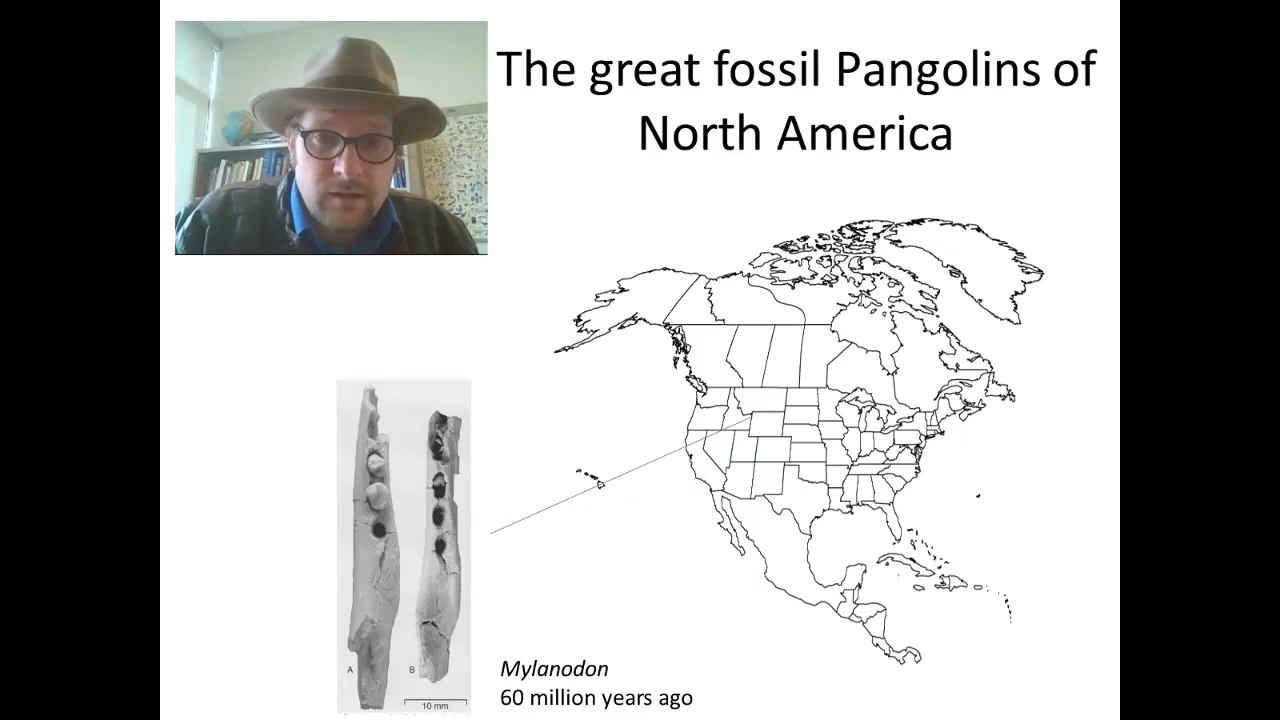 The great fossil Pangolins of
North America
A
B
10 mm
Mylanodon
60 million years ago